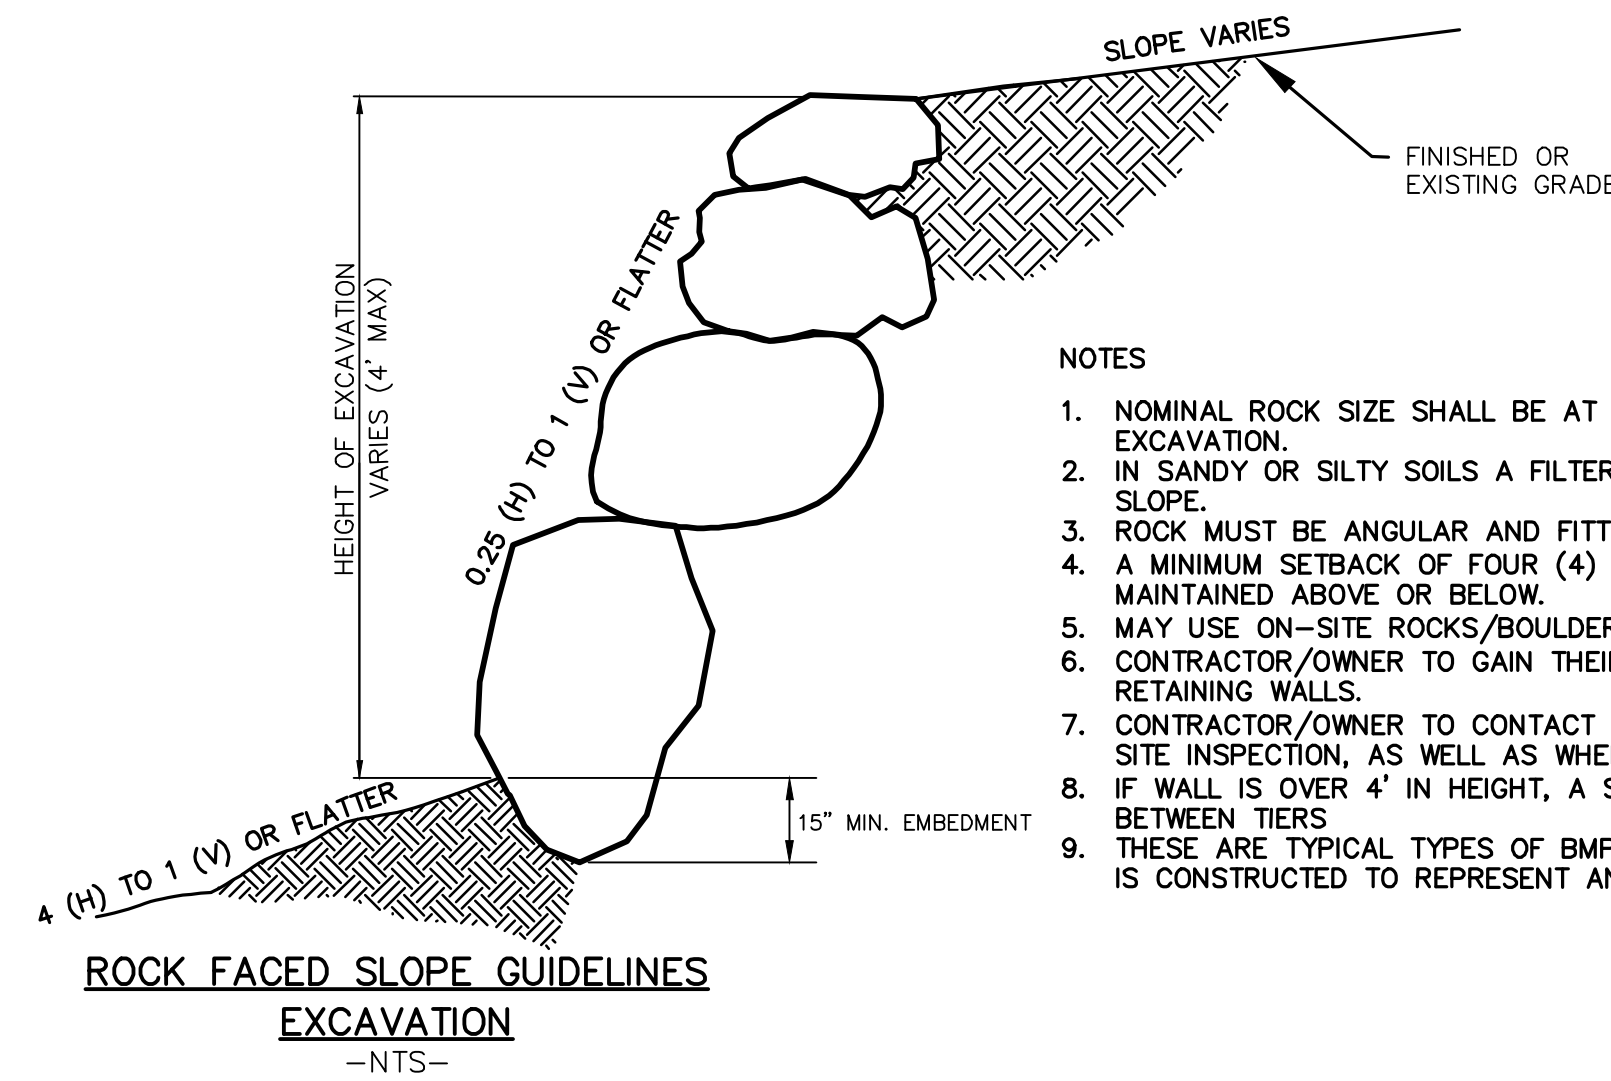 SLOPE VARIES
FINISHED OR
EXISTING GRADE
HEIGHT OF EXCAVATION
VARIES (4' MAX)
0.25 (H) TO 1 (V) OR FLATTER
NOTES
1. NOMINAL ROCK SIZE SHALL BE AT
EXCAVATION.
2. IN SANDY OR SILTY SOILS A FILTER
SLOPE.
3. ROCK MUST BE ANGULAR AND FITT
4. A MINIMUM SETBACK OF FOUR (4)
MAINTAINED ABOVE OR BELOW.
5. MAY USE ON-SITE ROCKS/BOULDER
6. CONTRACTOR/OWNER TO GAIN THEIR
RETAINING WALLS.
7. CONTRACTOR/OWNER TO CONTACT
SITE INSPECTION, AS WELL AS WHE
8. IF WALL IS OVER 4' IN HEIGHT, A S
BETWEEN TIERS
9. THESE ARE TYPICAL TYPES OF BMP
IS CONSTRUCTED TO REPRESENT AN
15" MIN. EMBEDMENT
4 (H) TO 1 (V) OR FLATTER
ROCK FACED SLOPE GUIDELINES
EXCAVATION
-NTS-